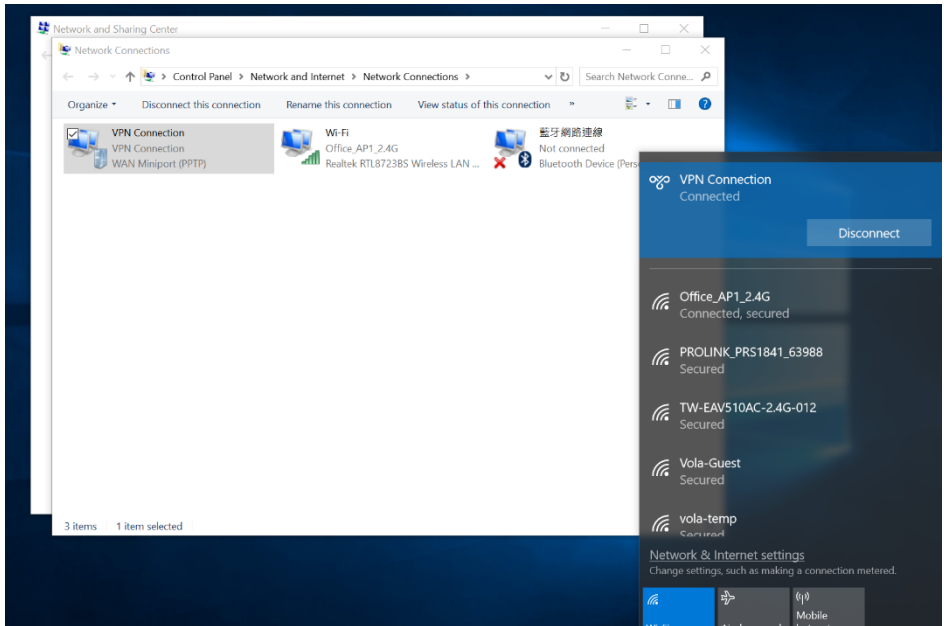 Network and Sharing Center
Network Connections
Control Panel > Network and Internet > Network Connections >
Search Network Conne...
Organize
Disconnect this connection
Rename this connection
View status of this connection
»
VPN Connection
VPN Connection
WAN Miniport (PPTP)
Wi-Fi
Office_AP1_2.4G
Realtek RTL8723BS Wireless LAN ...
藍牙網路連線
Not connected
Bluetooth Device (Pers
3 items
1 item selected
VPN Connection
Connected
Disconnect
Office_AP1_2.4G
Connected, secured
PROLINK_PRS1841_63988
Secured
TW-EAV510AC-2.4G-012
Secured
Vola-Guest
Secured
vola-temp
Secured
Network & Internet settings
Change settings, such as making a connection metered.
Mobile